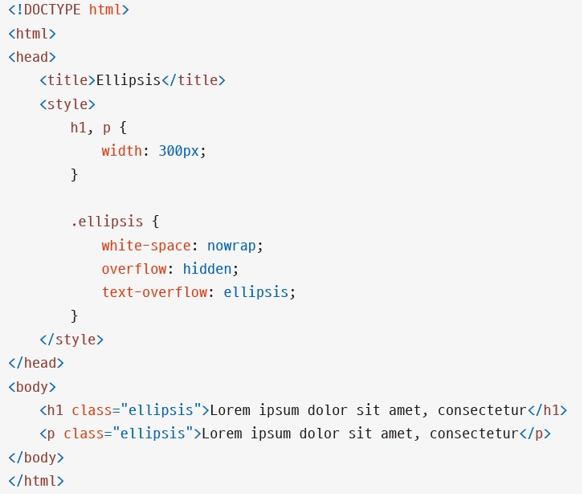 <!DOCTYPE html>
<html>
<head>
    <title>Ellipsis</title>
    <style>
        h1, p {
            width: 300px;
        }

        .ellipsis {
            white-space: nowrap;
            overflow: hidden;
            text-overflow: ellipsis;
        }
    </style>
</head>
<body>
    <h1 class="ellipsis">Lorem ipsum dolor sit amet, consectetur</h1>
    <p class="ellipsis">Lorem ipsum dolor sit amet, consectetur</p>
</body>
</html>